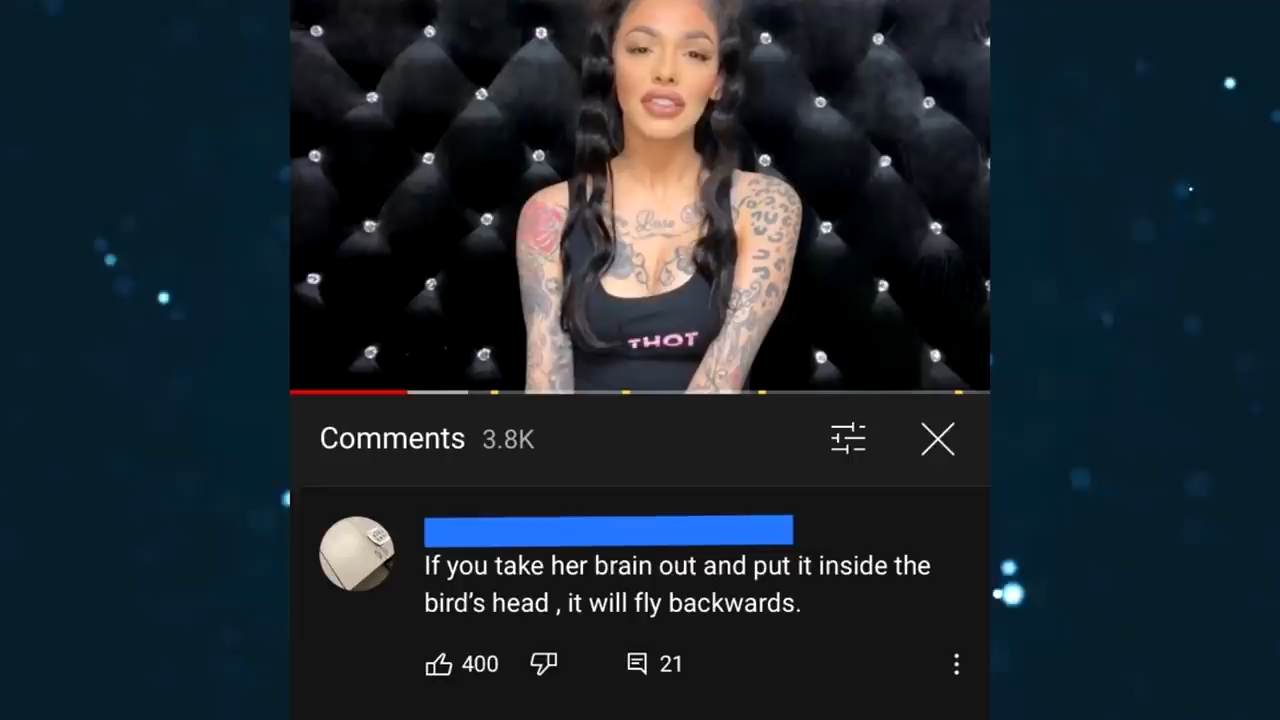 Lose
THOT
Comments 3.8K
If you take her brain out and put it inside the
bird's head , it will fly backwards.
400 21